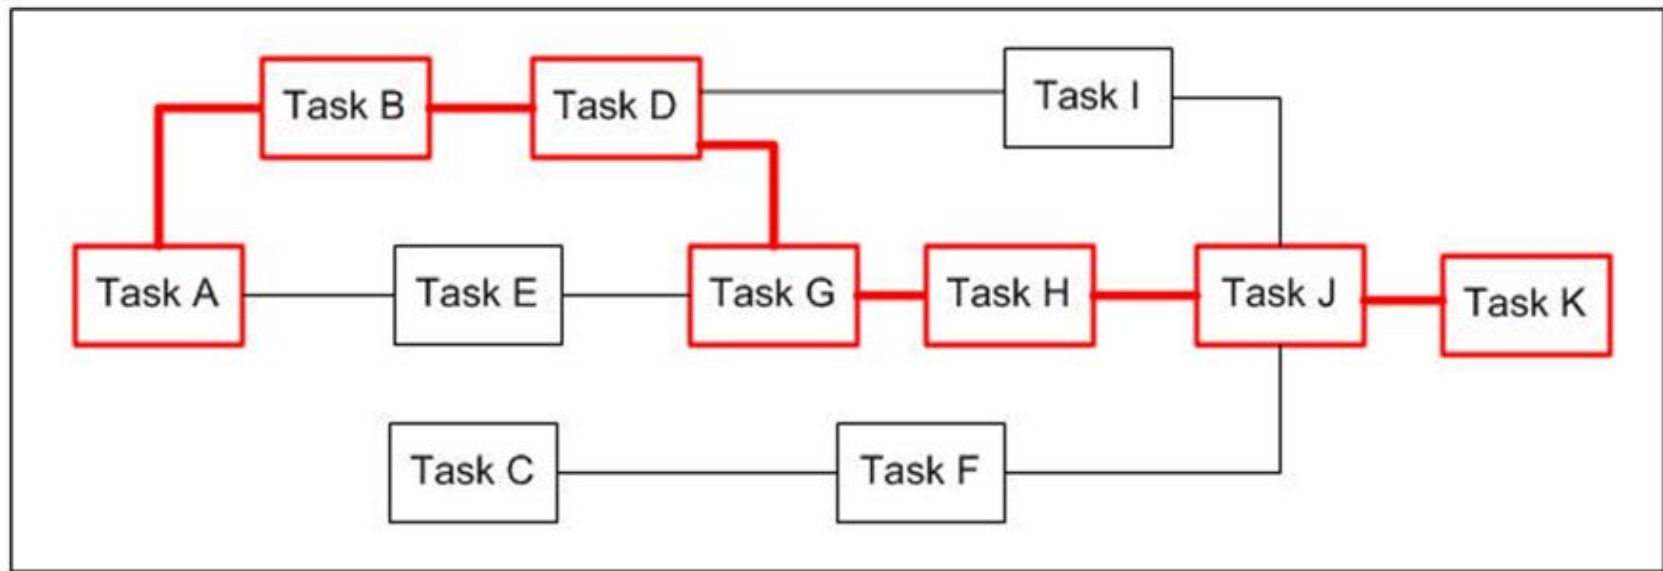 Task B
Task D
Task I
Task A
Task E
Task G
Task H
Task J
Task K
Task C
Task F